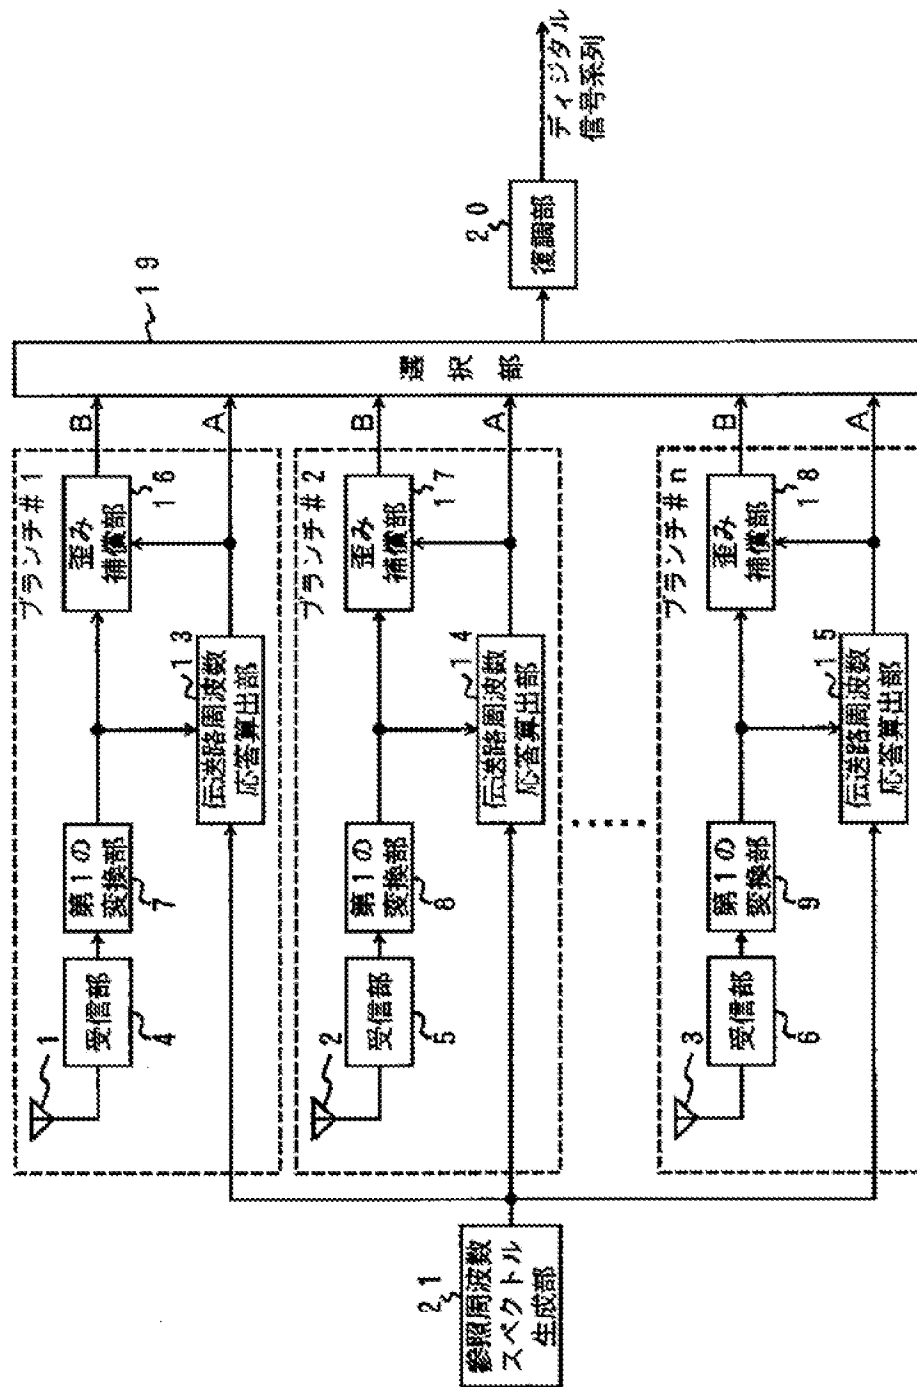 ブランチ#1
1
受信部
4
第1の
変換部
7
伝送路周波数
応答算出部
13
歪み
補償部
16
B
A
ブランチ#2
2
受信部
5
第1の
変換部
8
伝送路周波数
応答算出部
14
歪み
補償部
17
B
A
ブランチ#n
3
受信部
6
第1の
変換部
9
伝送路周波数
応答算出部
15
歪み
補償部
18
B
A
参照周波数
スペクトル
生成部
21
選択部
19
復調部
20
ディジタル
信号系列